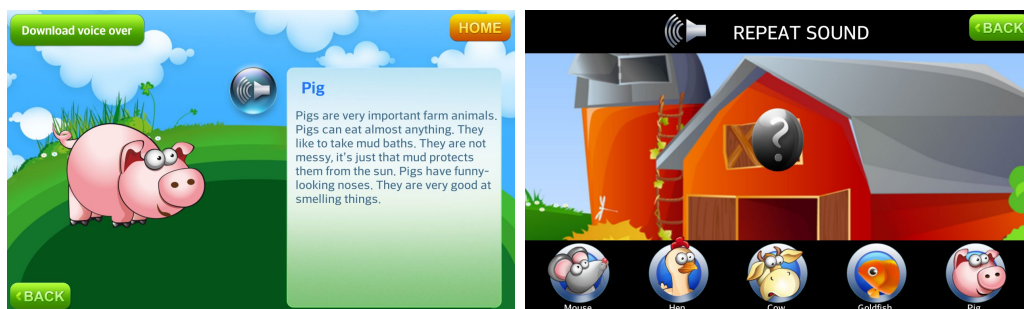 Download voice over
HOME
Pig
Pigs are very important farm animals.
Pigs can eat almost anything. They
like to take mud baths. They are not
messy, it's just that mud protects
them from the sun. Pigs have funny-
looking noses. They are very good at
smelling things.
‹BACK
REPEAT SOUND
‹BACK
?
Mouse
Hen
Cow
Goldfish
Pig